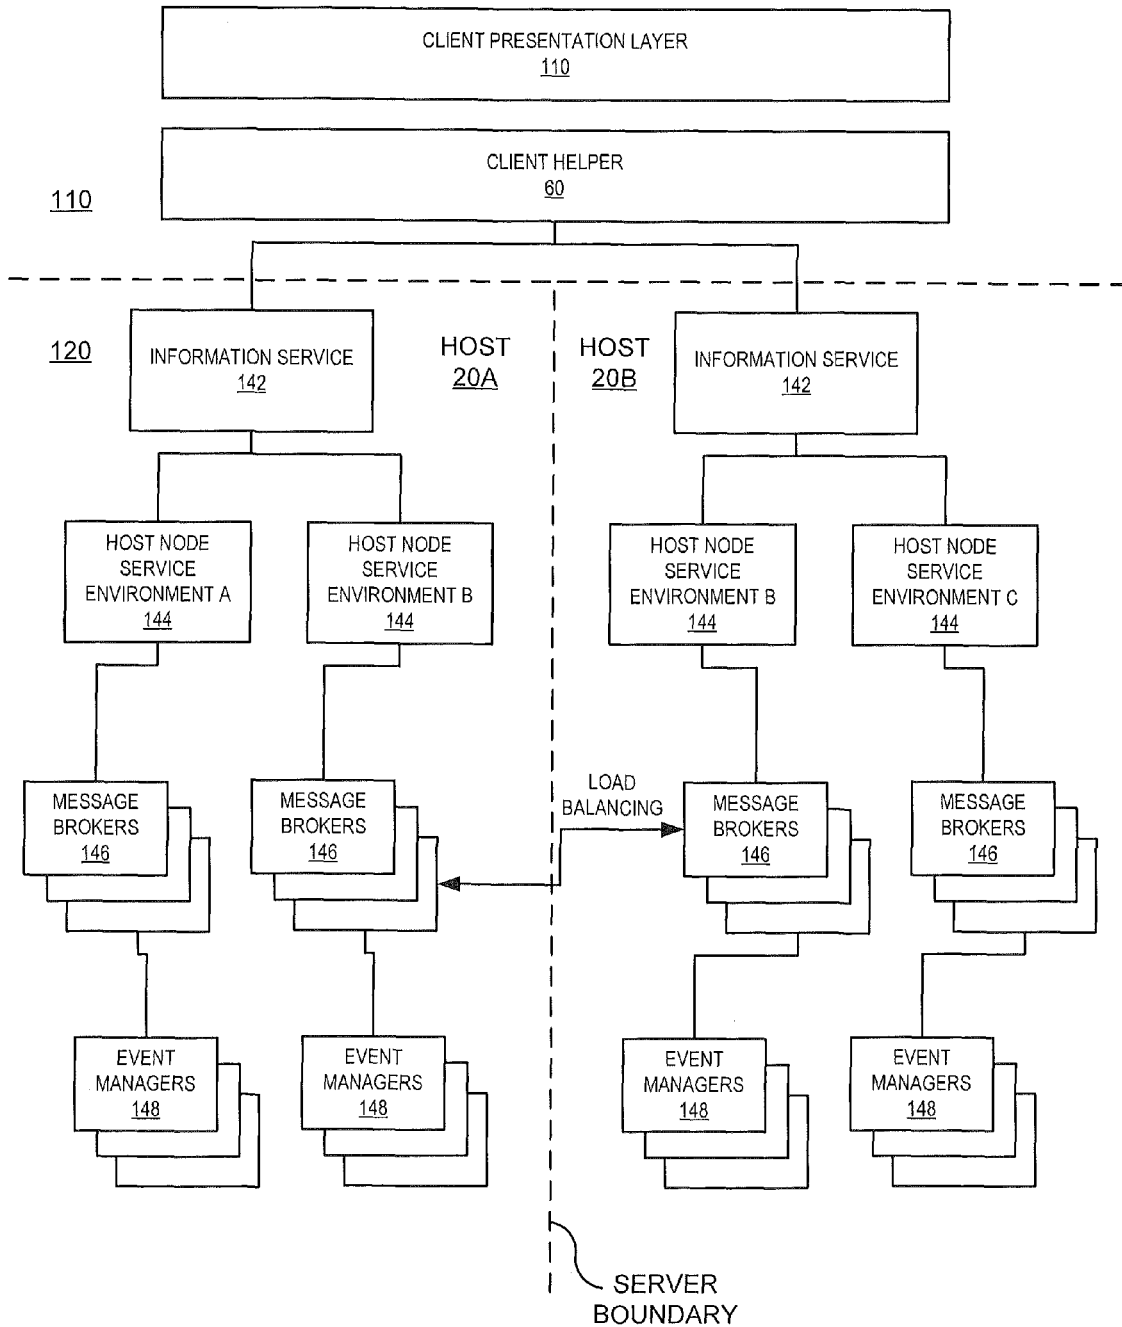 CLIENT PRESENTATION LAYER
110
CLIENT HELPER
60
110
120
INFORMATION SERVICE
142
HOST
20A
HOST
20B
INFORMATION SERVICE
142
HOST NODE
SERVICE
ENVIRONMENT A
144
HOST NODE
SERVICE
ENVIRONMENT B
144
HOST NODE
SERVICE
ENVIRONMENT B
144
HOST NODE
SERVICE
ENVIRONMENT C
144
MESSAGE
BROKERS
146
MESSAGE
BROKERS
146
LOAD
BALANCING
MESSAGE
BROKERS
146
MESSAGE
BROKERS
146
EVENT
MANAGERS
148
EVENT
MANAGERS
148
EVENT
MANAGERS
148
EVENT
MANAGERS
148
SERVER
BOUNDARY